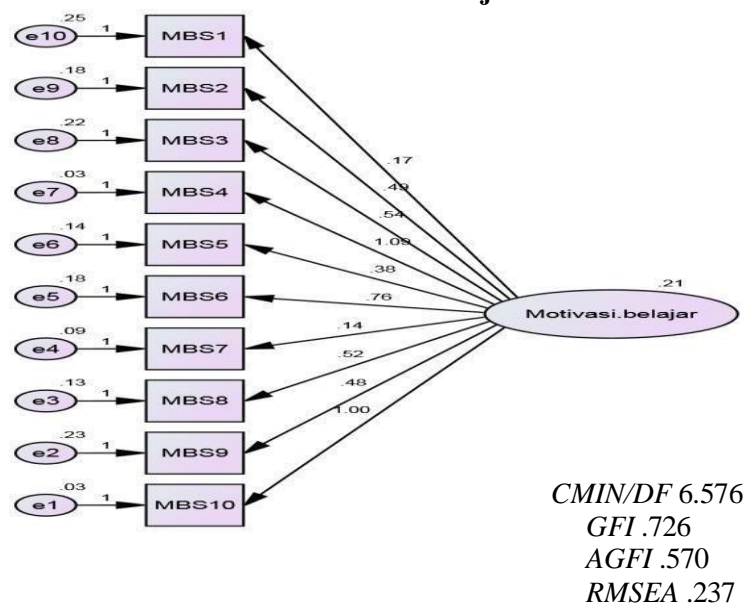 .25
e10 1 MBS1
.18
e9 1 MBS2
.22
e8 1 MBS3
.17
.03
e7 1 MBS4
.49
.54
.14
e6 1 MBS5
1.09
.38
.21
.18
e5 1 MBS6
.76
Motivasi.belajar
.09
e4 1 MBS7
.14
.52
.13
e3 1 MBS8
.48
.23
e2 1 MBS9
1.00
.03
e1 1 MBS10
CMIN/DF 6.576
GFI .726
AGFI .570
RMSEA .237